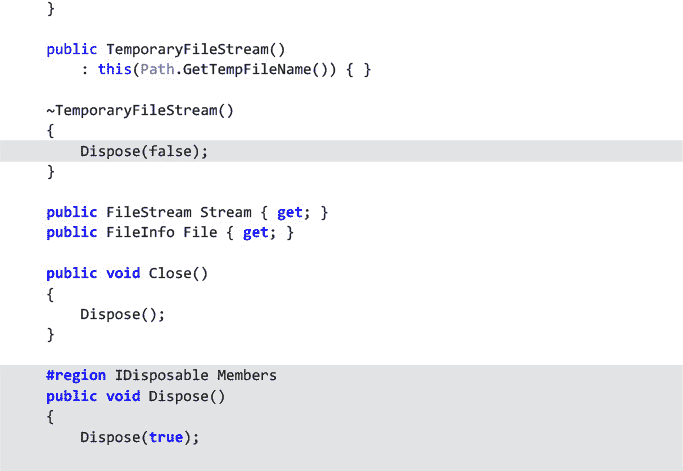 }
public TemporaryFileStream()
: this(Path.GetTempFileName()) { }
~TemporaryFileStream()
{
Dispose(false);
}
public FileStream Stream { get; }
public FileInfo File { get; }
public void Close()
{
Dispose();
}
#region IDisposable Members
public void Dispose()
{
Dispose(true);